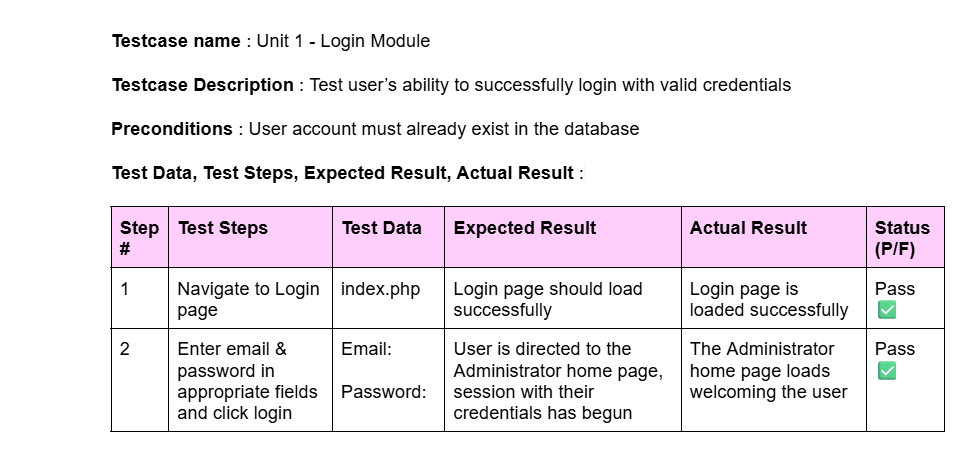 Testcase name : Unit 1 - Login Module
Testcase Description : Test user’s ability to successfully login with valid credentials
Preconditions : User account must already exist in the database
Test Data, Test Steps, Expected Result, Actual Result :
Step # Test Steps Test Data Expected Result Actual Result Status (P/F)
1 Navigate to Login page index.php Login page should load successfully Login page is loaded successfully Pass ✅
2 Enter email & password in appropriate fields and click login Email: Password: User is directed to the Administrator home page, session with their credentials has begun The Administrator home page loads welcoming the user Pass ✅